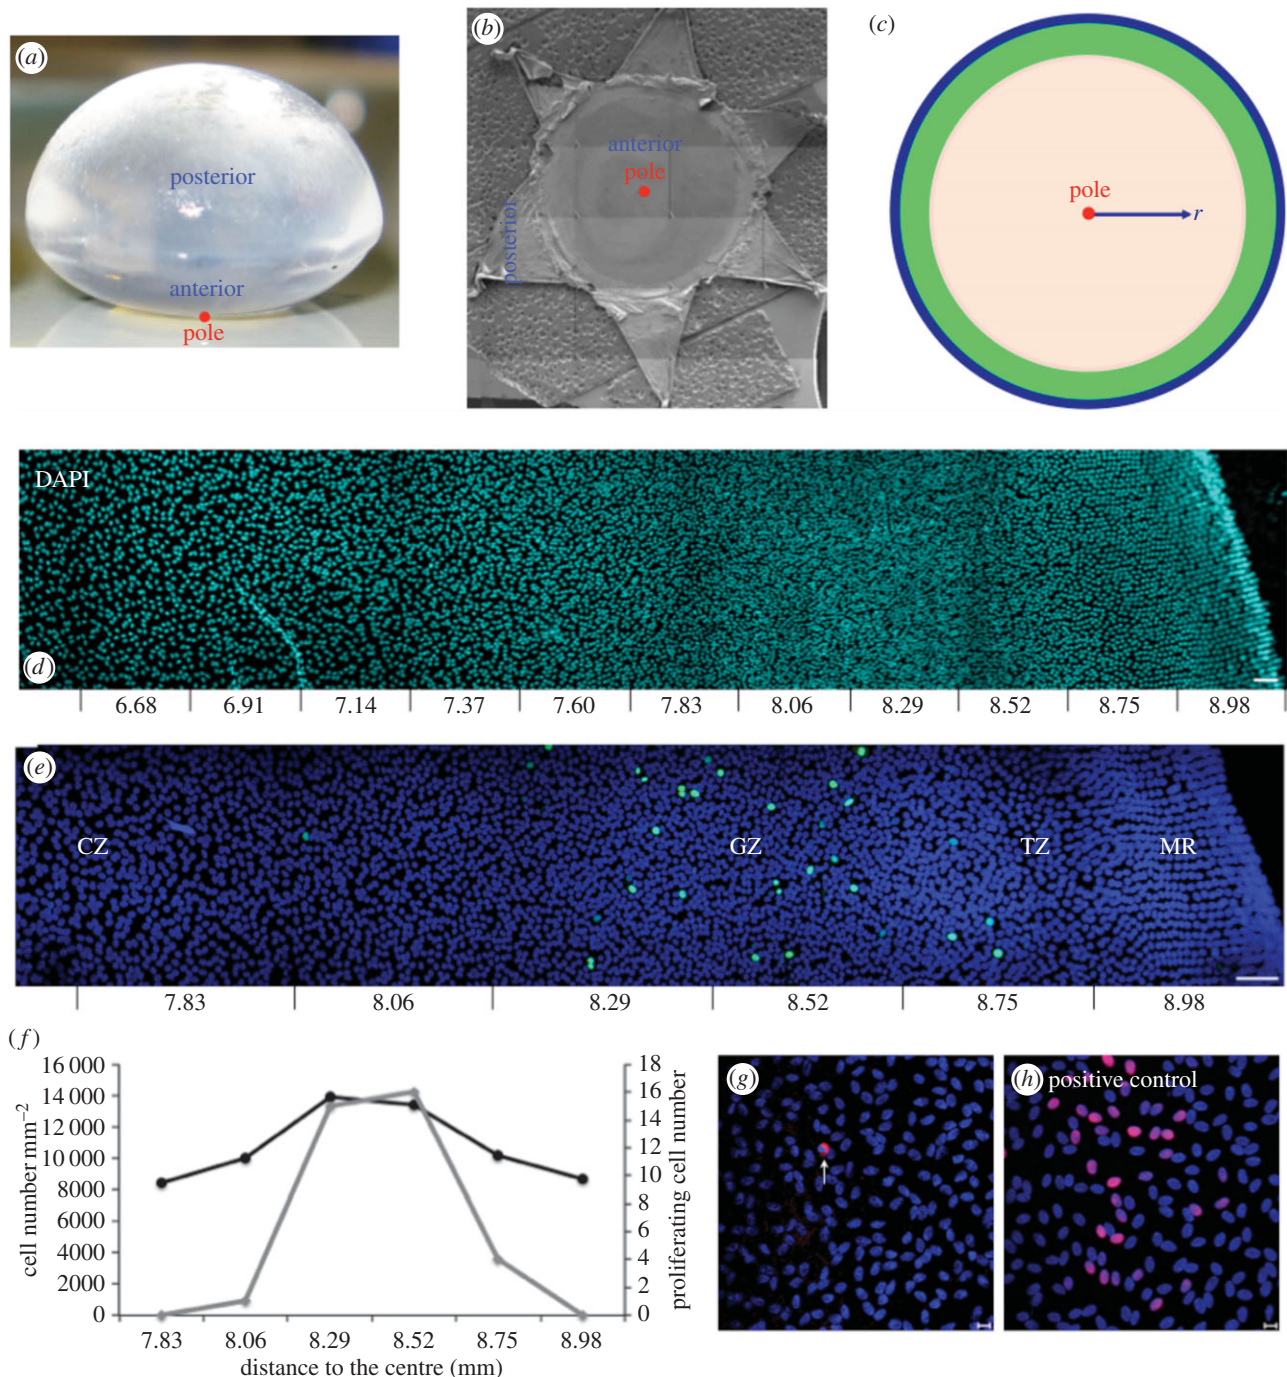 (a)
posterior
anterior
pole
(b)
anterior
pole
posterior
(c)
pole
r
DAPI
(d)
6.68 6.91 7.14 7.37 7.60 7.83 8.06 8.29 8.52 8.75 8.98
(e)
CZ GZ TZ MR
7.83 8.06 8.29 8.52 8.75 8.98
(f)
cell number mm−2
16 000
14 000
12 000
10 000
8000
6000
4000
2000
0
18
16
14
12
10
8
6
4
2
0
proliferating cell number
7.83 8.06 8.29 8.52 8.75 8.98
distance to the centre (mm)
(g)
(h) positive control